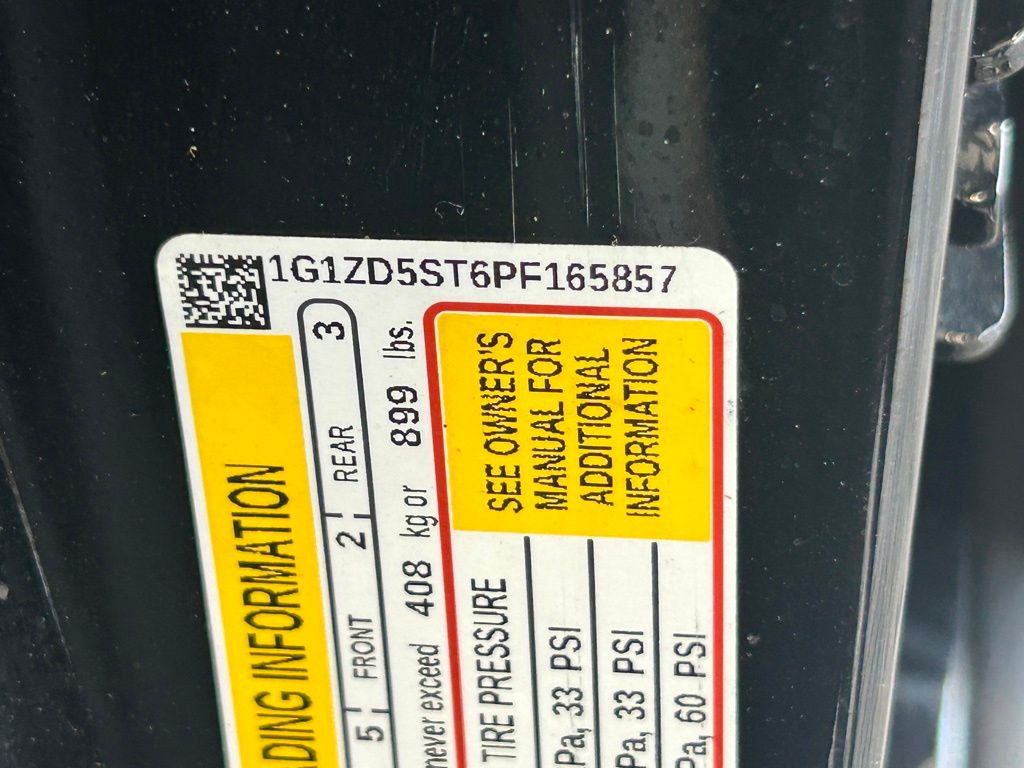 1G1ZD5ST6PF165857
ADING INFORMATION
5 FRONT 2 REAR 3
never exceed 408 kg or 899 lbs.
TIRE PRESSURE
Pa, 33 PSI
Pa, 33 PSI
Pa, 60 PSI
SEE OWNER'S
MANUAL FOR
ADDITIONAL
INFORMATION